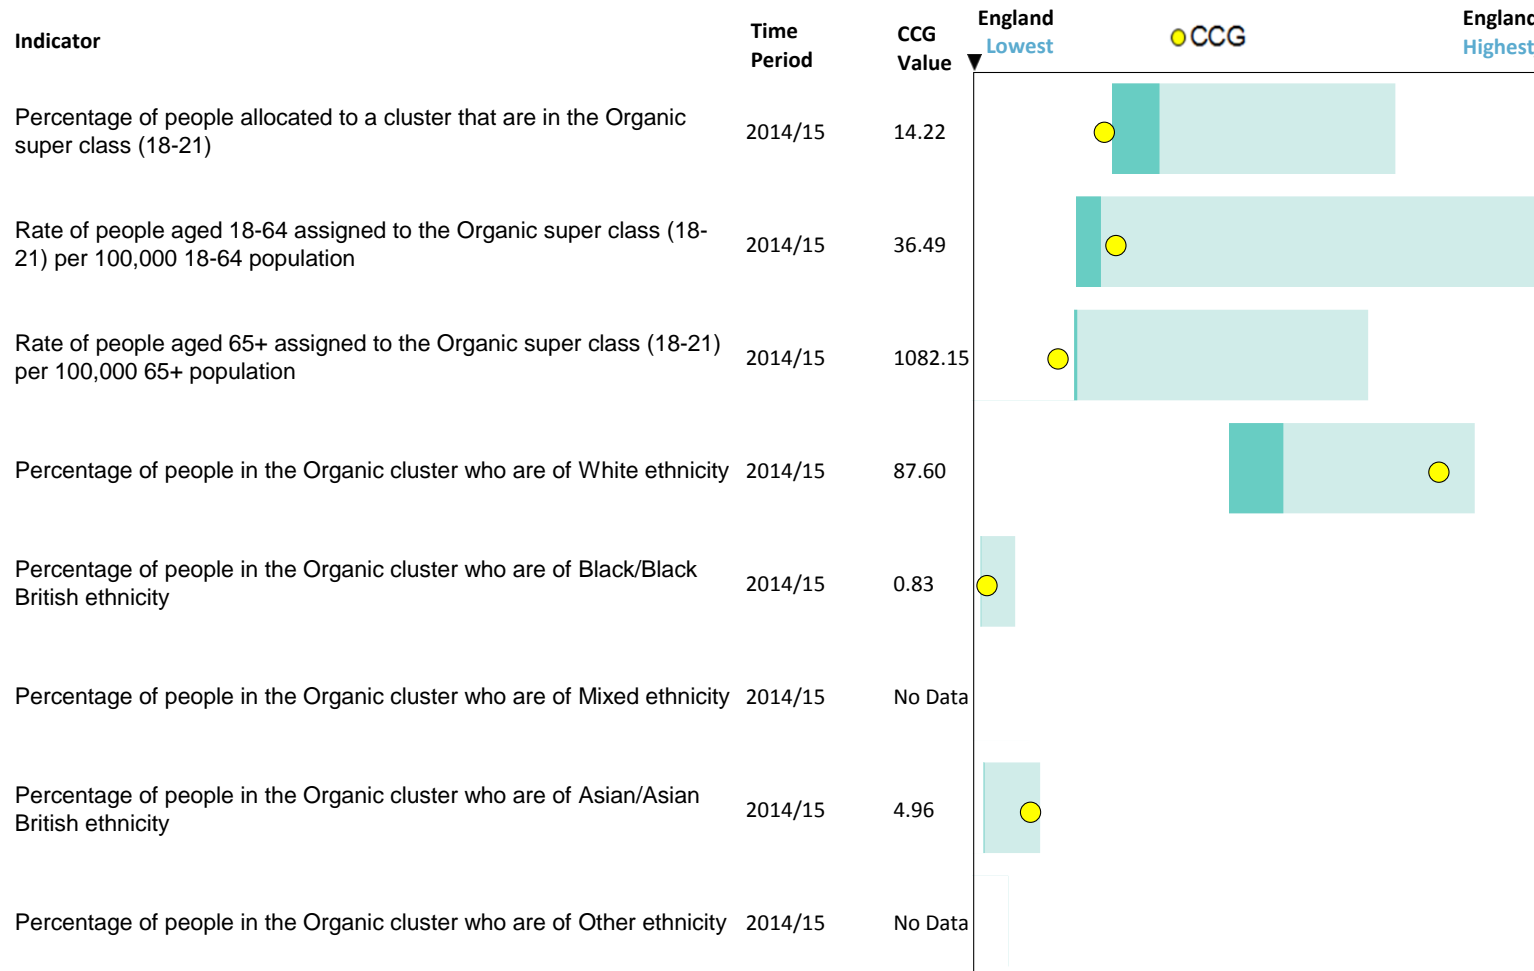 Indicator
Time
Period
CCG
Value
England
Lowest
CCG
England
Highest
Percentage of people allocated to a cluster that are in the Organic
super class (18-21)
2014/15
14.22
Rate of people aged 18-64 assigned to the Organic super class (18-
21) per 100,000 18-64 population
2014/15
36.49
Rate of people aged 65+ assigned to the Organic super class (18-21)
per 100,000 65+ population
2014/15
1082.15
Percentage of people in the Organic cluster who are of White ethnicity
2014/15
87.60
Percentage of people in the Organic cluster who are of Black/Black
British ethnicity
2014/15
0.83
Percentage of people in the Organic cluster who are of Mixed ethnicity
2014/15
No Data
Percentage of people in the Organic cluster who are of Asian/Asian
British ethnicity
2014/15
4.96
Percentage of people in the Organic cluster who are of Other ethnicity
2014/15
No Data